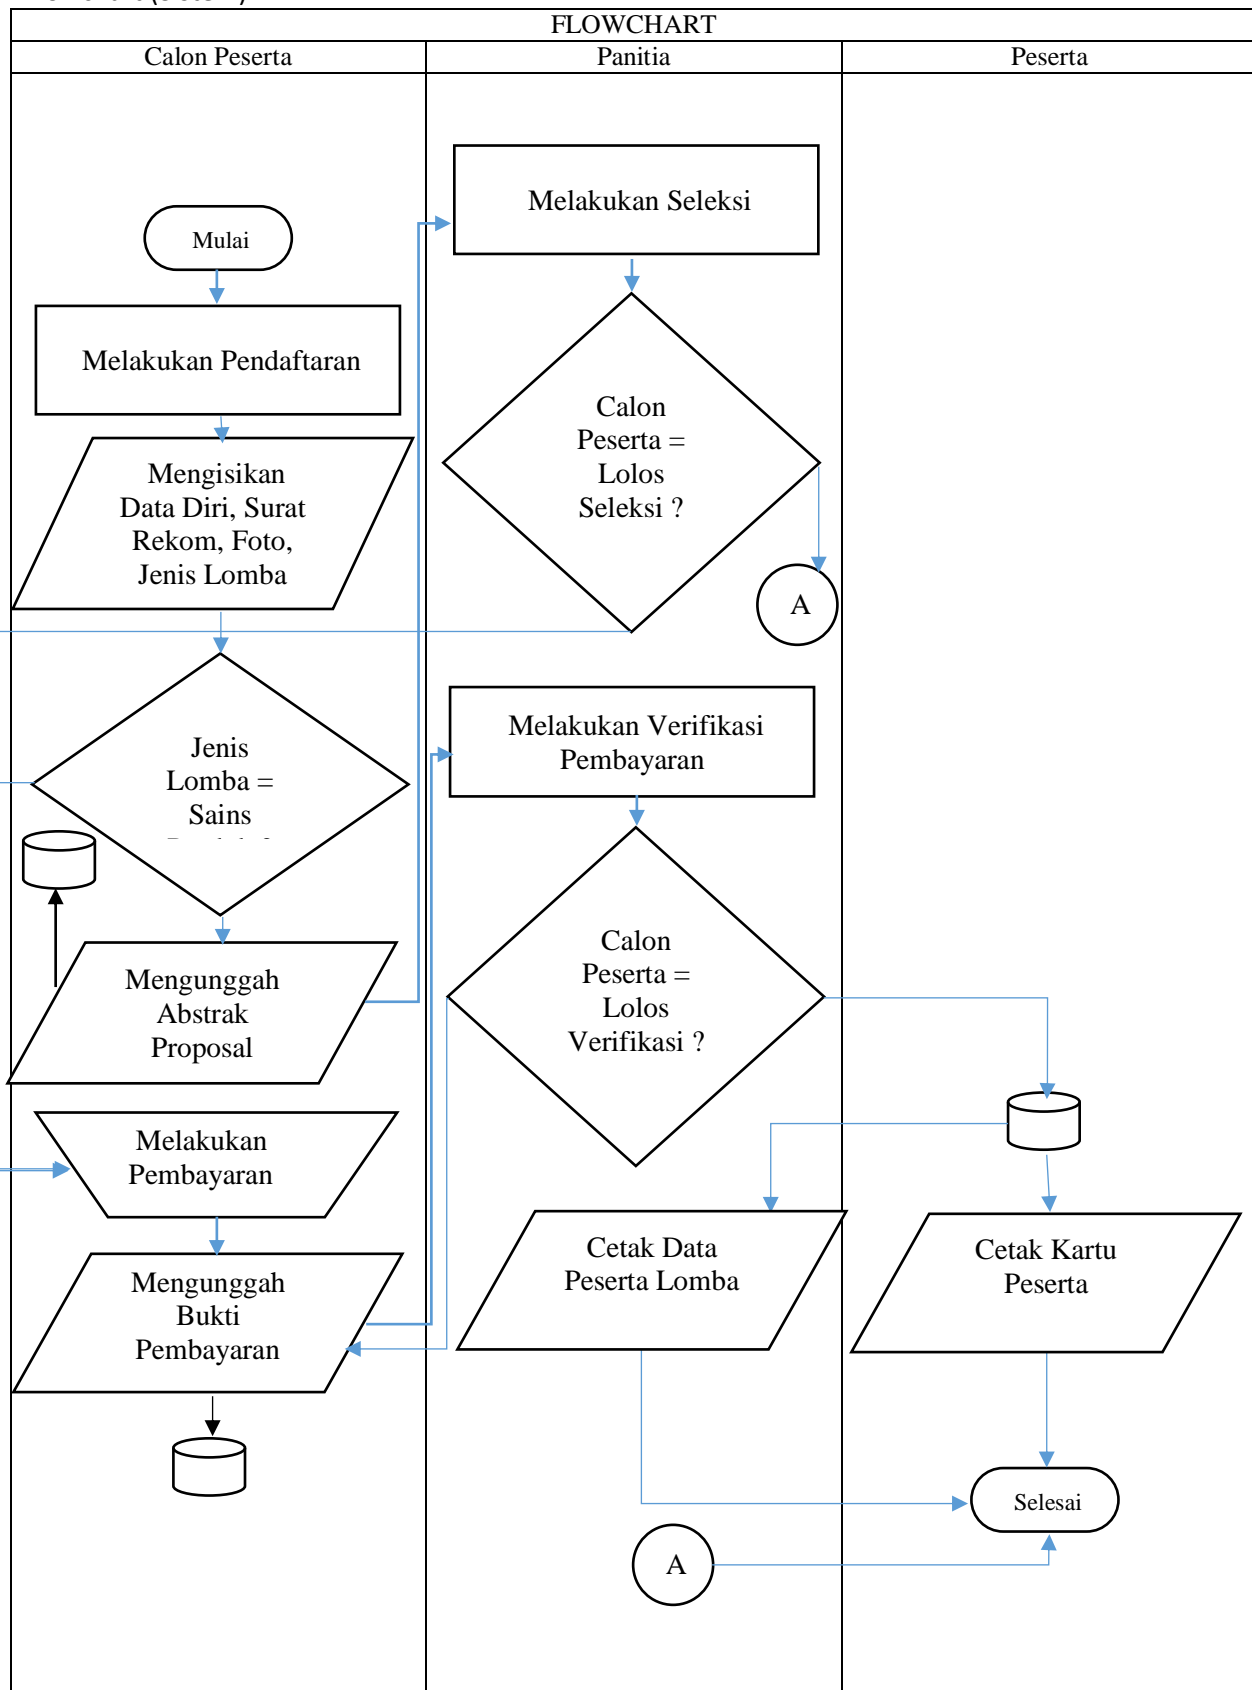 FLOWCHART
Calon Peserta
Panitia
Peserta
Mulai
Melakukan Pendaftaran
Mengisikan
Data Diri, Surat
Rekom, Foto,
Jenis Lomba
Jenis
Lomba =
Sains
Mengunggah
Abstrak
Proposal
Melakukan
Pembayaran
Mengunggah
Bukti
Pembayaran
Melakukan Seleksi
Calon
Peserta =
Lolos
Seleksi ?
A
Melakukan Verifikasi
Pembayaran
Calon
Peserta =
Lolos
Verifikasi ?
Cetak Data
Peserta Lomba
A
Cetak Kartu
Peserta
Selesai